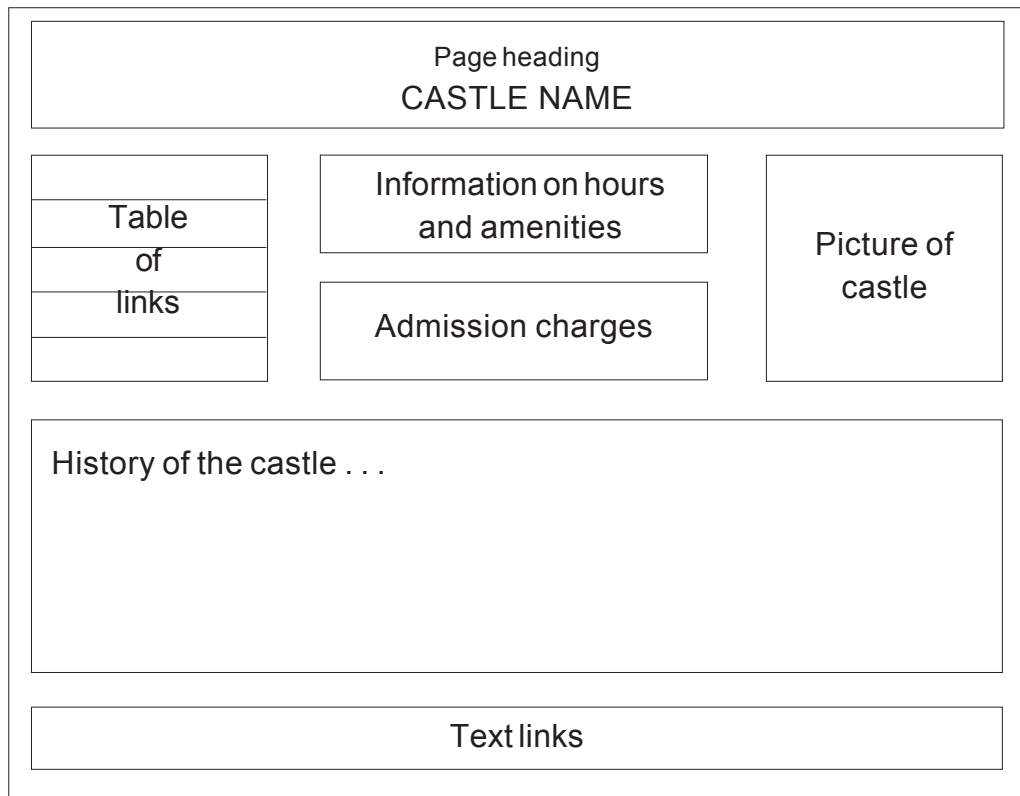 Page heading
CASTLE NAME
Table
of
links
Information on hours
and amenities
Admission charges
Picture of
castle
History of the castle . . .
Text links